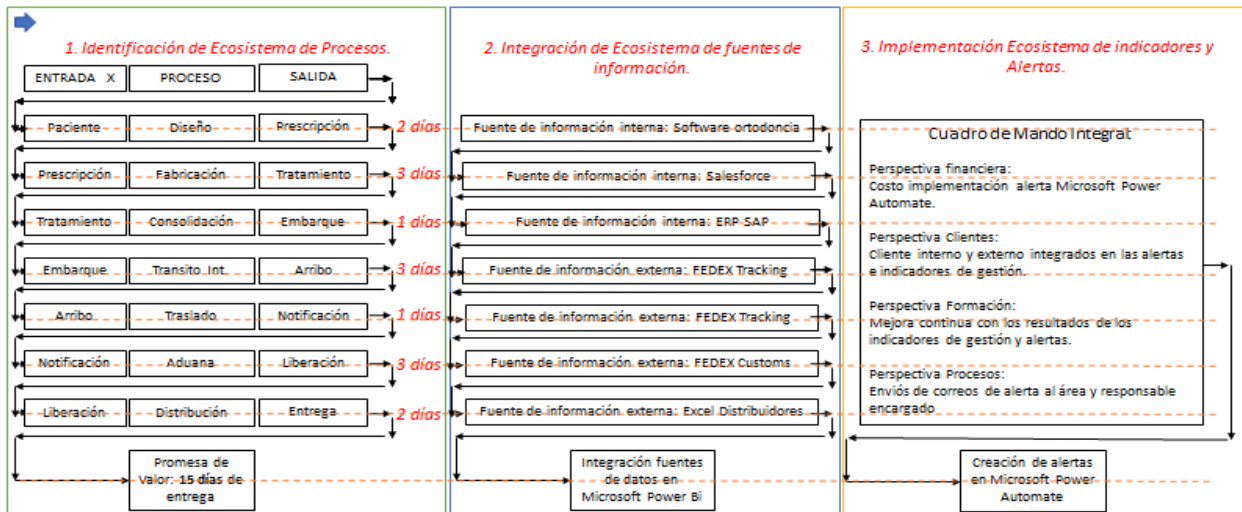 1. Identificación de Ecosistema de Procesos.
ENTRADA X PROCESO SALIDA
Paciente Diseño Prescripción 2 días
Prescripción Fabricación Tratamiento 3 días
Tratamiento Consolidación Embarque 1 días
Embarque Transito Int. Arribo 3 días
Arribo Traslado Notificación 1 días
Notificación Aduana Liberación 3 días
Liberación Distribución Entrega 2 días
Promesa de
Valor: 15 días de
entrega
2. Integración de Ecosistema de fuentes de
información.
Fuente de información interna: Software ortodoncia
Fuente de información interna: Salesforce
Fuente de información interna: ERP SAP
Fuente de información externa: FEDEX Tracking
Fuente de información externa: FEDEX Tracking
Fuente de información externa: FEDEX Customs
Fuente de información externa: Excel Distribuidores
Integración fuentes
de datos en
Microsoft Power Bi
3. Implementación Ecosistema de indicadores y
Alertas.
Cuadro de Mando Integrat
Perspectiva financiera:
Costo implementación alerta Microsoft Power
Automate.
Perspectiva Clientes:
Cliente interno y externo integrados en las alertas
e indicadores de gestión.
Perspectiva Formación:
Mejora continua con los resultados de los
indicadores de gestión y alertas.
Perspectiva Procesos:
Enviós de correos de alerta al área y responsable
encargado
Creación de alertas
en Microsoft Power
Automate